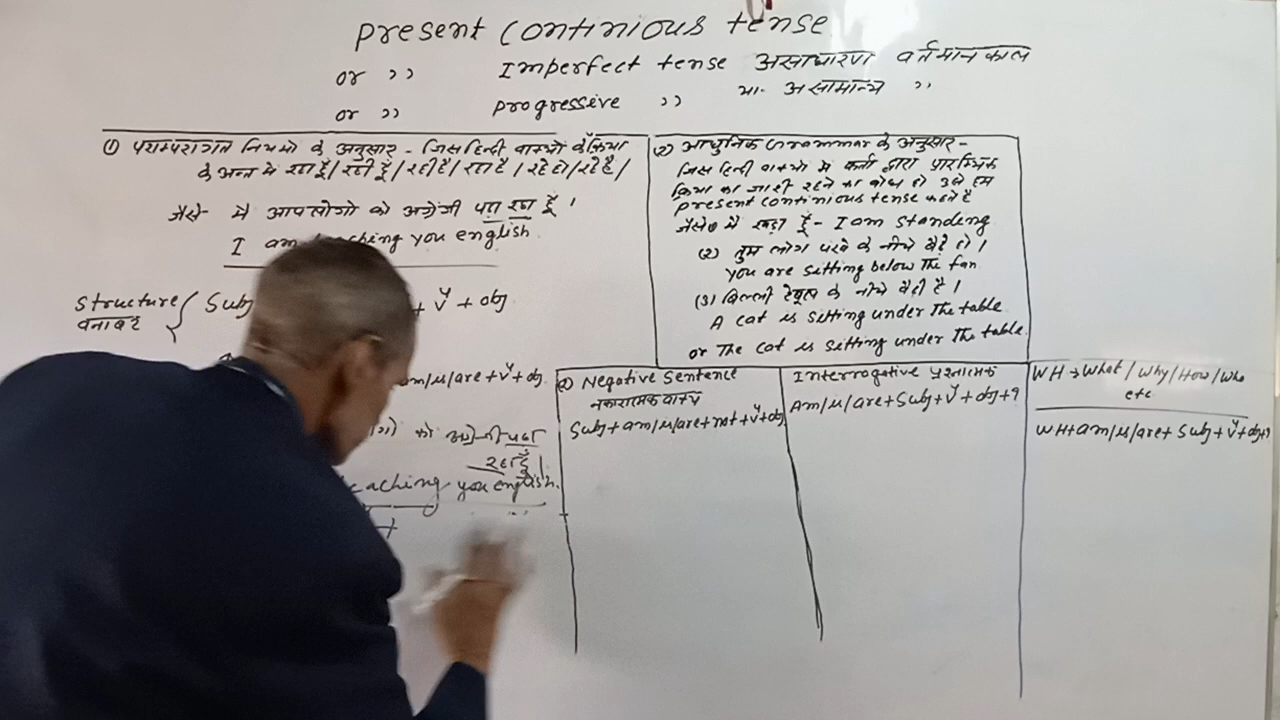 Present Continious tense
or ,, Imperfect tense असाधारण वर्तमान काल
or ,, Progressive ,, या. असामान्य ,,
(1) परम्परागत नियमो के अनुसार - जिस हिन्दी वाक्यो के क्रिया
के अन्त मे रहा हूँ / रही हूँ / रही है / रहा है / रहे हो / रहे है /
जैसे- मै आपलोगो को अंग्रेजी पढा रहा हूँ ।
I am teaching you english.
Structure { Subj + v4 + obj
बनावट
am/is/are + v4 + obj.
को अंग्रेजी पढा
रहा हूँ ।
teaching you english.
(2) आधुनिक Grammar के अनुसार -
जिस हिन्दी वाक्यो मे कर्ता द्वारा प्रारम्भिक
क्रिया का जारी रहने का बोध हो उसे हम
present continious tense कहते है
जैसे (1) मै खड़ा हूँ - I am standing
(2) तुम लोग पंखे के नीचे बैठे हो ।
You are sitting below The fan
(3) बिल्ली टेबूल के नीचे बैठी है ।
A cat is sitting under The table
or The cat is sitting under The table.
(2) Negative Sentence
नकारात्मक वाक्य
Subj + am/is/are + not + v4 + obj
Interrogative प्रश्नात्मक
Am/is/are + Subj + v4 + obj + ?
WH → What / Why / How / Who
etc
WH + am/is/are + Subj + v4 + obj + ?